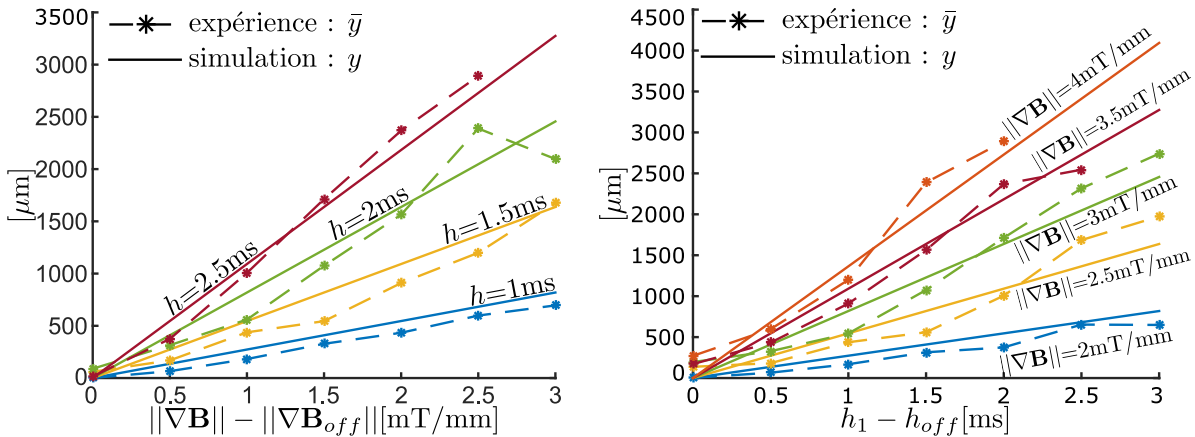 expérience : ȳ
simulation : y
3000
2500
2000
1500
1000
500
0
[μm]
h=2.5ms
h=2ms
h=1.5ms
h=1ms
0 0.5 1 1.5 2 2.5 3
||∇B|| − ||∇B_off||[mT/mm]
expérience : ȳ
simulation : y
4500
4000
3500
3000
2500
2000
1500
1000
500
0
[μm]
||∇B||=4mT/mm
||∇B||=3.5mT/mm
||∇B||=3mT/mm
||∇B||=2.5mT/mm
||∇B||=2mT/mm
0 0.5 1 1.5 2 2.5 3
h₁ − h_off[ms]